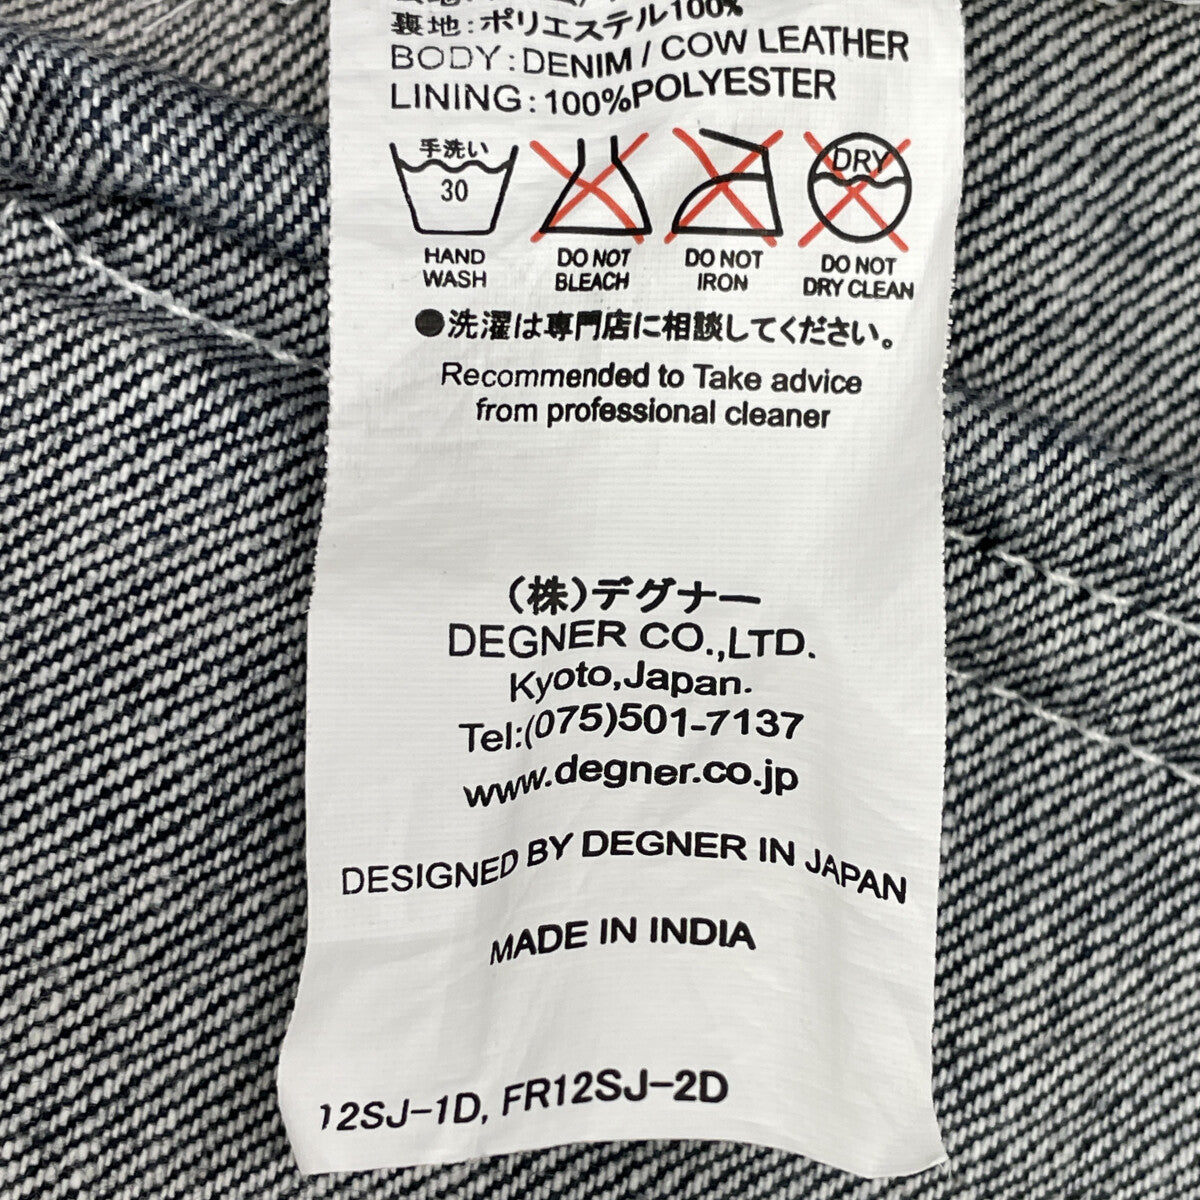 裏地:ポリエステル100%
BODY:DENIM / COW LEATHER
LINING:100%POLYESTER
手洗い
30
DRY
HAND WASH
DO NOT BLEACH
DO NOT IRON
DO NOT DRY CLEAN
●洗濯は専門店に相談してください。
Recommended to Take advice
from professional cleaner
(株)デグナー
DEGNER CO.,LTD.
Kyoto,Japan.
Tel:(075)501-7137
www.degner.co.jp
DESIGNED BY DEGNER IN JAPAN
MADE IN INDIA
12SJ-1D, FR12SJ-2D